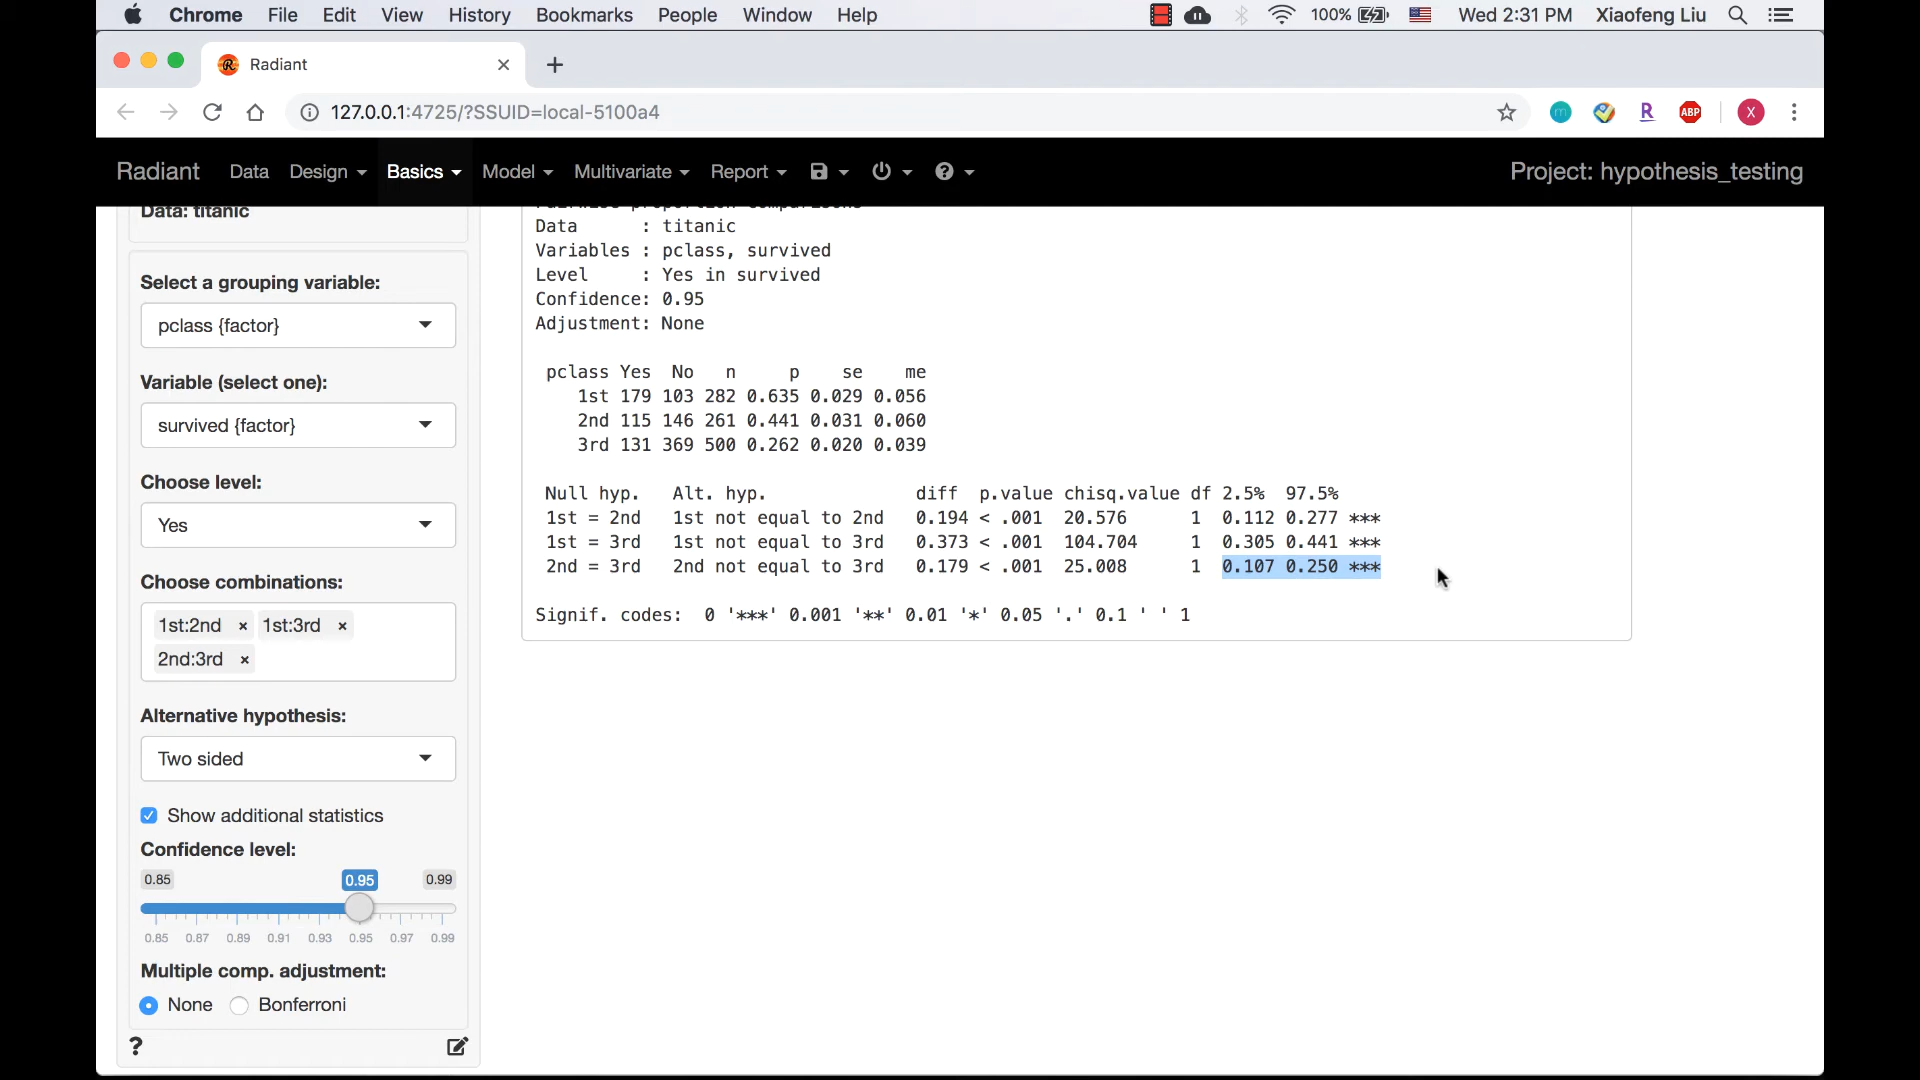 Chrome File Edit View History Bookmarks People Window Help 100% Wed 2:31 PM Xiaofeng Liu
Radiant
127.0.0.1:4725/?SSUID=local-5100a4
m R ABP X
Radiant Data Design Basics Model Multivariate Report Project: hypothesis_testing
Data: titanic
Select a grouping variable:
pclass {factor}
Variable (select one):
survived {factor}
Choose level:
Yes
Choose combinations:
1st:2nd × 1st:3rd ×
2nd:3rd ×
Alternative hypothesis:
Two sided
Show additional statistics
Confidence level:
0.85 0.95 0.99
0.85 0.87 0.89 0.91 0.93 0.95 0.97 0.99
Multiple comp. adjustment:
None Bonferroni
?
Pairwise proportion comparisons
Data : titanic
Variables : pclass, survived
Level : Yes in survived
Confidence: 0.95
Adjustment: None
pclass Yes No n p se me
1st 179 103 282 0.635 0.029 0.056
2nd 115 146 261 0.441 0.031 0.060
3rd 131 369 500 0.262 0.020 0.039
Null hyp. Alt. hyp. diff p.value chisq.value df 2.5% 97.5%
1st = 2nd 1st not equal to 2nd 0.194 < .001 20.576 1 0.112 0.277 ***
1st = 3rd 1st not equal to 3rd 0.373 < .001 104.704 1 0.305 0.441 ***
2nd = 3rd 2nd not equal to 3rd 0.179 < .001 25.008 1 0.107 0.250 ***
Signif. codes: 0 '***' 0.001 '**' 0.01 '*' 0.05 '.' 0.1 ' ' 1